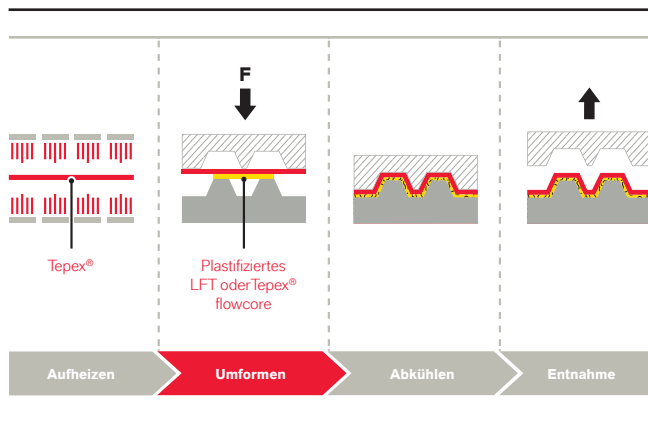 F
Tepex®
Plastifiziertes
LFT oderTepex®
flowcore
Aufheizen
Umformen
Abkühlen
Entnahme